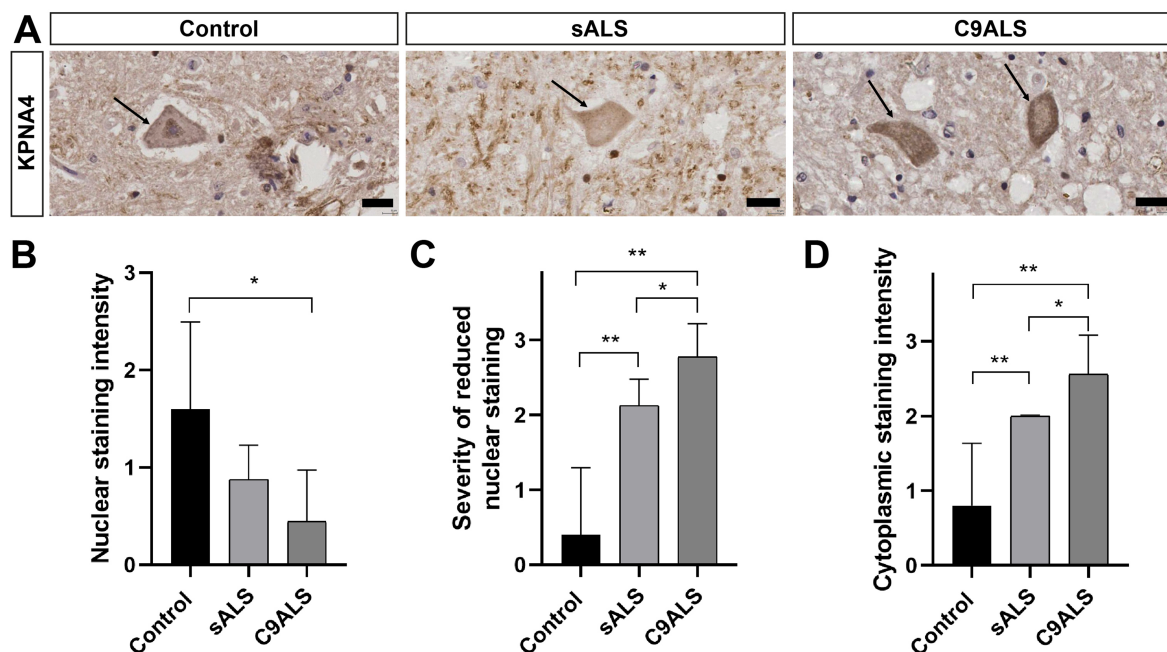 A
Control
sALS
C9ALS
KPNA4
B
Nuclear staining intensity
3
2
1
0
*
Control
sALS
C9ALS
C
Severity of reduced
nuclear staining
3
2
1
0
**
*
**
Control
sALS
C9ALS
D
Cytoplasmic staining intensity
3
2
1
0
**
*
**
Control
sALS
C9ALS